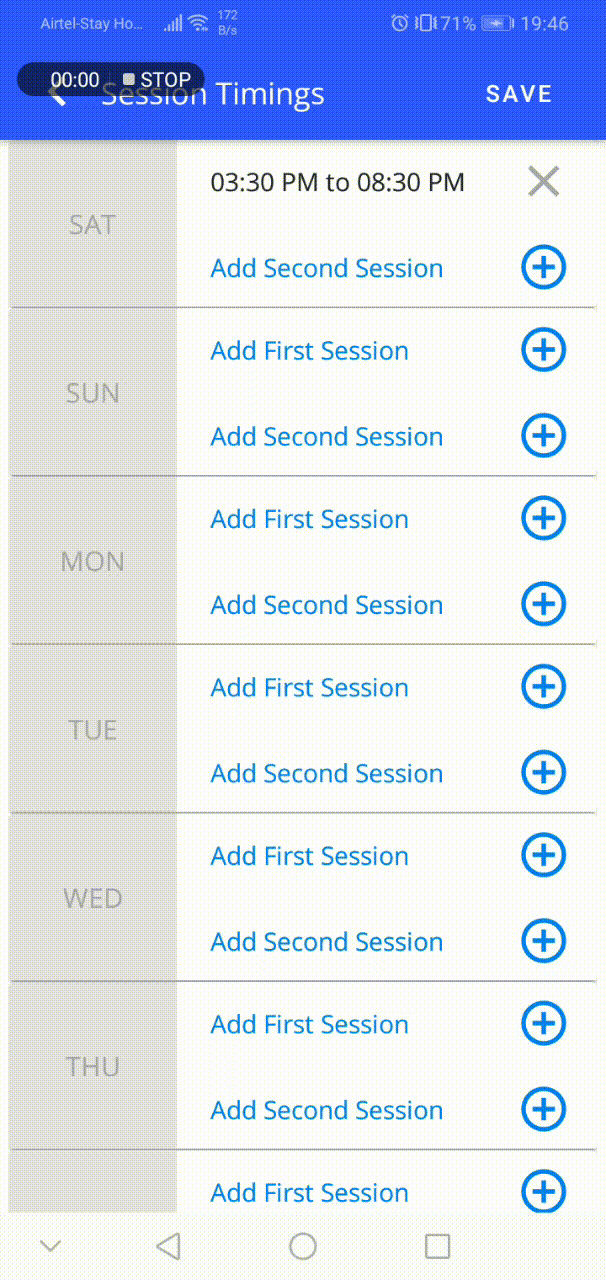 Airtel-Stay Ho... 172 B/s 71% 19:46
00:00 STOP
Session Timings SAVE
SAT
03:30 PM to 08:30 PM
Add Second Session
SUN
Add First Session
Add Second Session
MON
Add First Session
Add Second Session
TUE
Add First Session
Add Second Session
WED
Add First Session
Add Second Session
THU
Add First Session
Add Second Session
Add First Session